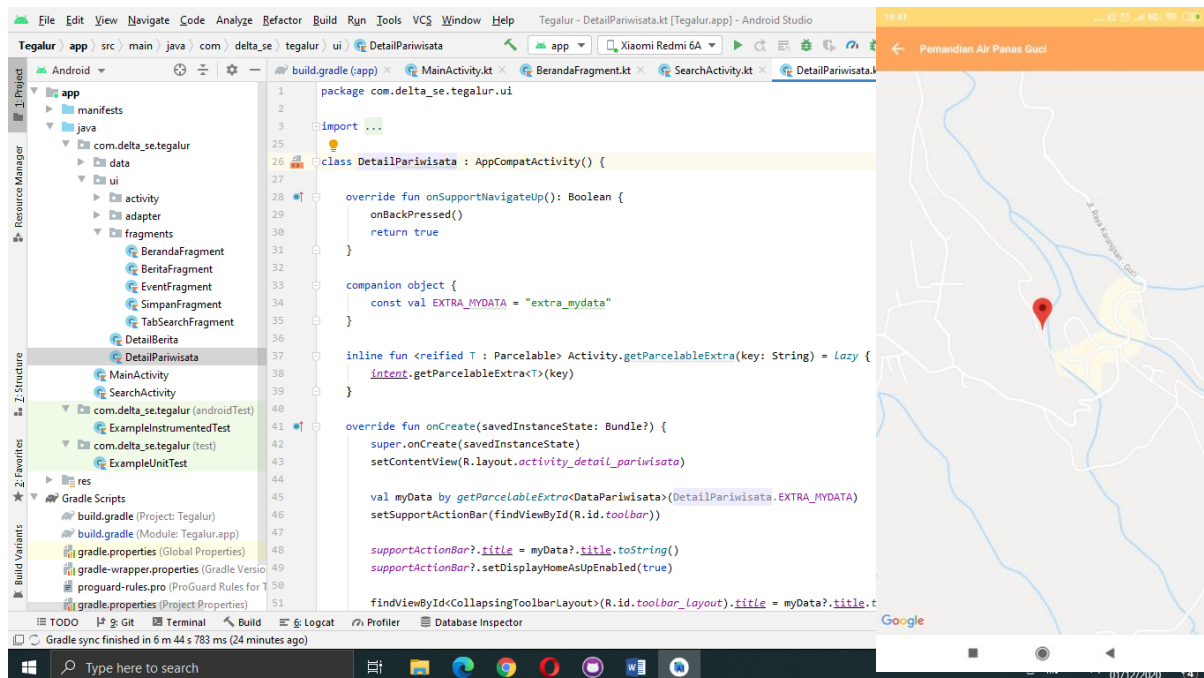 File Edit View Navigate Code Analyze Refactor Build Run Tools VCS Window Help Tegalur - DetailPariwisata.kt [Tegalur.app] - Android Studio
Tegalur app src main java com delta_se tegalur ui DetailPariwisata app Xiaomi Redmi 6A
Android build.gradle (:app) MainActivity.kt BerandaFragment.kt SearchActivity.kt DetailPariwisata.k
1: Project
Resource Manager
7: Structure
2: Favorites
Build Variants
app
manifests
java
com.delta_se.tegalur
data
ui
activity
adapter
fragments
BerandaFragment
BeritaFragment
EventFragment
SimpanFragment
TabSearchFragment
DetailBerita
DetailPariwisata
MainActivity
SearchActivity
com.delta_se.tegalur (androidTest)
ExampleInstrumentedTest
com.delta_se.tegalur (test)
ExampleUnitTest
res
Gradle Scripts
build.gradle (Project: Tegalur)
build.gradle (Module: Tegalur.app)
gradle.properties (Global Properties)
gradle-wrapper.properties (Gradle Versio
proguard-rules.pro (ProGuard Rules for T
gradle.properties (Project Properties)
1 package com.delta_se.tegalur.ui
2
3 import ...
25
26 class DetailPariwisata : AppCompatActivity() {
27
28 override fun onSupportNavigateUp(): Boolean {
29 onBackPressed()
30 return true
31 }
32
33 companion object {
34 const val EXTRA_MYDATA = "extra_mydata"
35 }
36
37 inline fun <reified T : Parcelable> Activity.getParcelableExtra(key: String) = lazy {
38 intent.getParcelableExtra<T>(key)
39 }
40
41 override fun onCreate(savedInstanceState: Bundle?) {
42 super.onCreate(savedInstanceState)
43 setContentView(R.layout.activity_detail_pariwisata)
44
45 val myData by getParcelableExtra<DataPariwisata>(DetailPariwisata.EXTRA_MYDATA)
46 setSupportActionBar(findViewById(R.id.toolbar))
47
48 supportActionBar?.title = myData?.title.toString()
49 supportActionBar?.setDisplayHomeAsUpEnabled(true)
50
51 findViewById<CollapsingToolbarLayout>(R.id.toolbar_layout).title = myData?.title.t
TODO 9: Git Terminal Build 6: Logcat Profiler Database Inspector
Gradle sync finished in 6 m 44 s 783 ms (24 minutes ago)
Type here to search
01/12/2020
19.47
4G
Pemandian Air Panas Guci
Jl. Raya Karangsari - Guci
Google